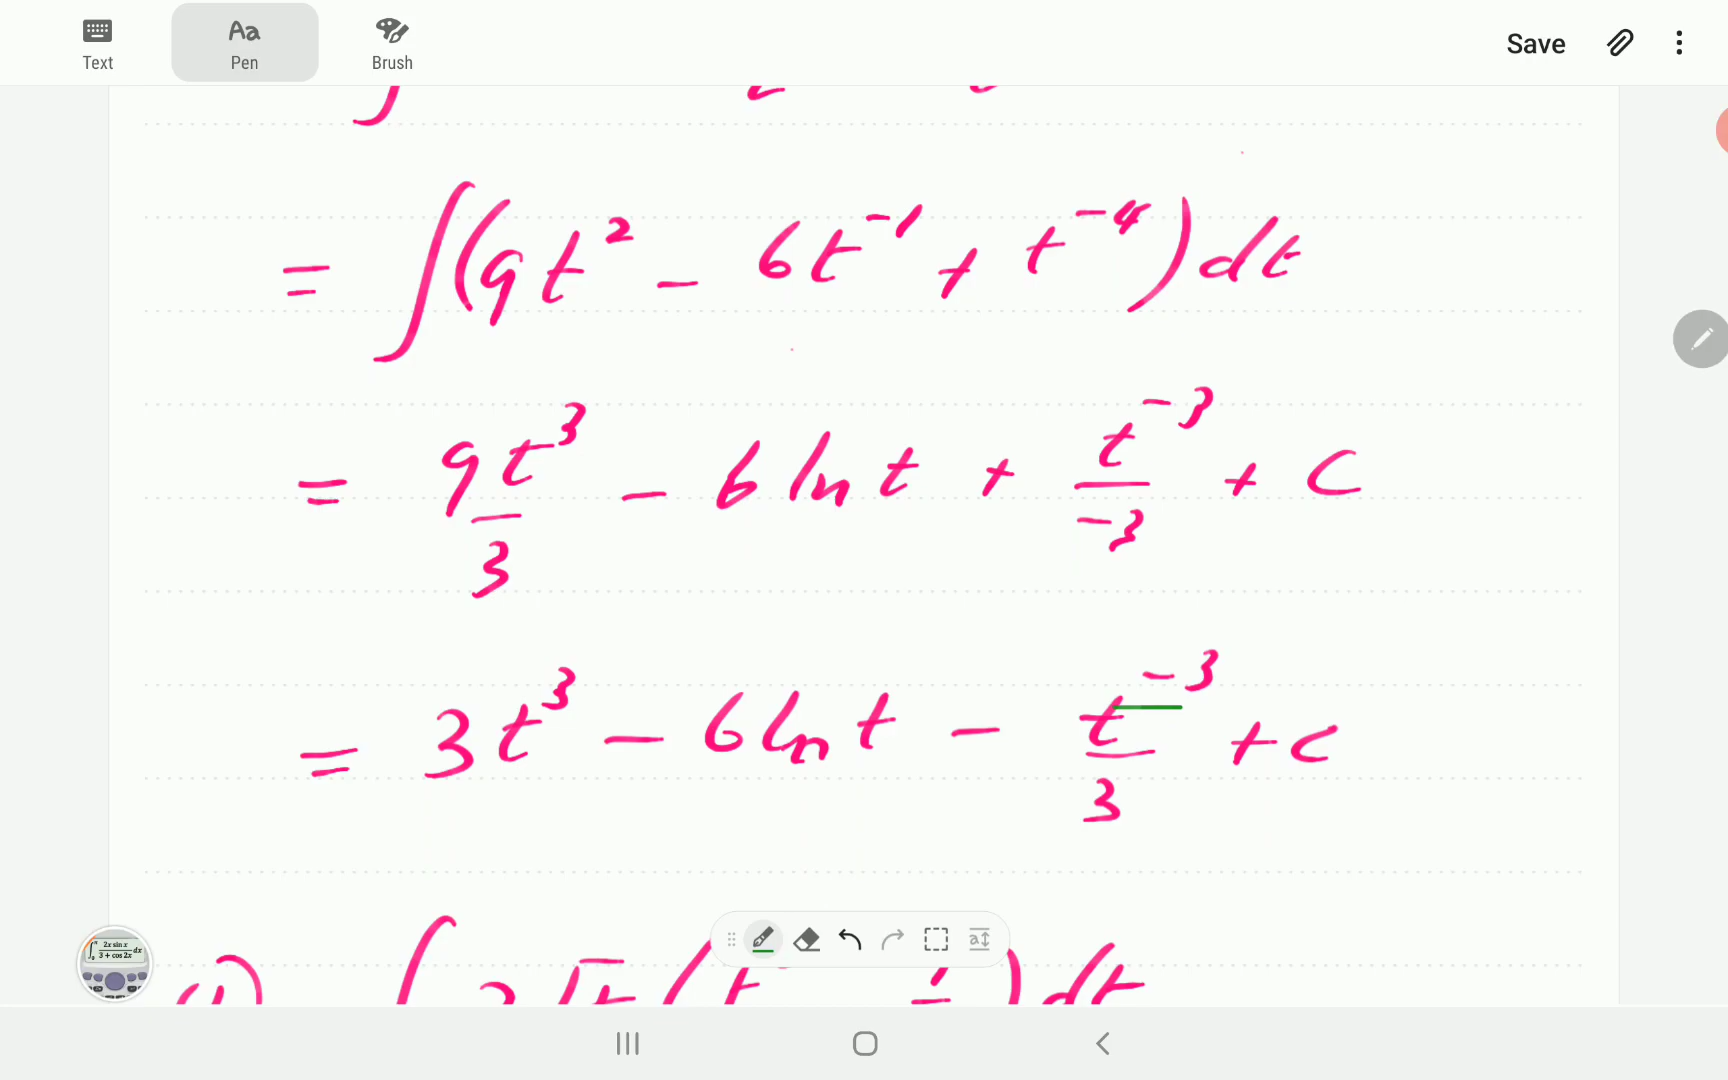 Text Pen Brush Save
= ∫(9t² - 6t⁻¹ + t⁻⁴)dt
= 9t³/3 - 6 ln t + t⁻³/-3 + C
= 3t³ - 6 ln t - t⁻³/3 + C